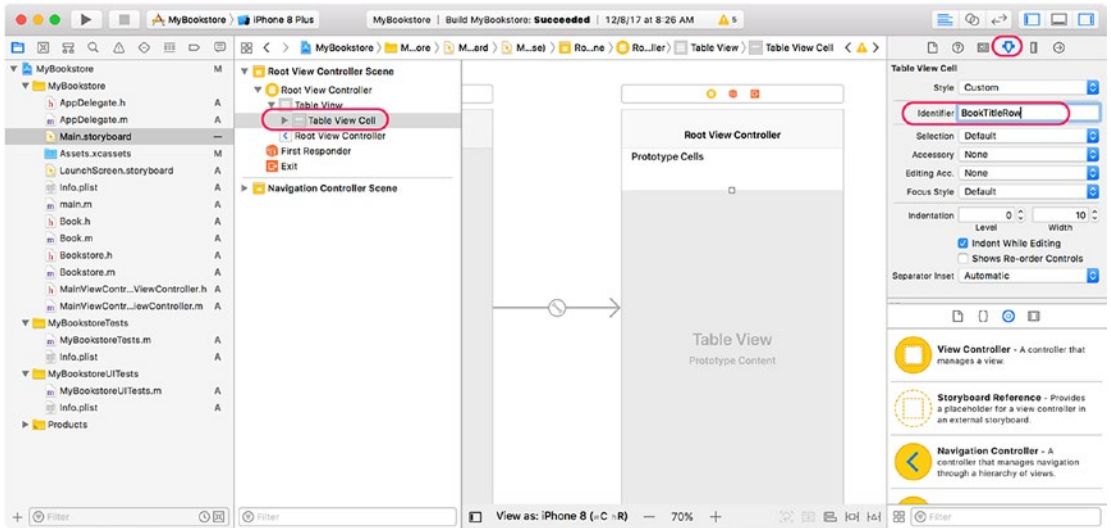 MyBookstore
iPhone 8 Plus
MyBookstore | Build MyBookstore: Succeeded | 12/8/17 at 8:26 AM
5
MyBookstore
M...ore
M...ard
M...se)
Ro...ne
Ro...ller)
Table View
Table View Cell
MyBookstore M
MyBookstore
AppDelegate.h A
AppDelegate.m A
Main.storyboard —
Assets.xcassets M
LaunchScreen.storyboard A
Info.plist A
main.m A
Book.h A
Book.m A
Bookstore.h A
Bookstore.m A
MainViewContr...ViewController.h A
MainViewContr...iewController.m A
MyBookstoreTests
MyBookstoreTests.m A
Info.plist A
MyBookstoreUITests
MyBookstoreUITests.m A
Info.plist A
Products
Filter
Root View Controller Scene
Root View Controller
Table View
Table View Cell
Root View Controller
First Responder
Exit
Navigation Controller Scene
Filter
Root View Controller
Prototype Cells
Table View
Prototype Content
View as: iPhone 8 (wC hR) — 70% +
Table View Cell
Style Custom
Identifier BookTitleRow
Selection Default
Accessory None
Editing Acc. None
Focus Style Default
Indentation 0 10
Level Width
Indent While Editing
Shows Re-order Controls
Separator Inset Automatic
View Controller - A controller that
manages a view.
Storyboard Reference - Provides
a placeholder for a view controller in
an external storyboard.
Navigation Controller - A
controller that manages navigation
through a hierarchy of views.
Filter